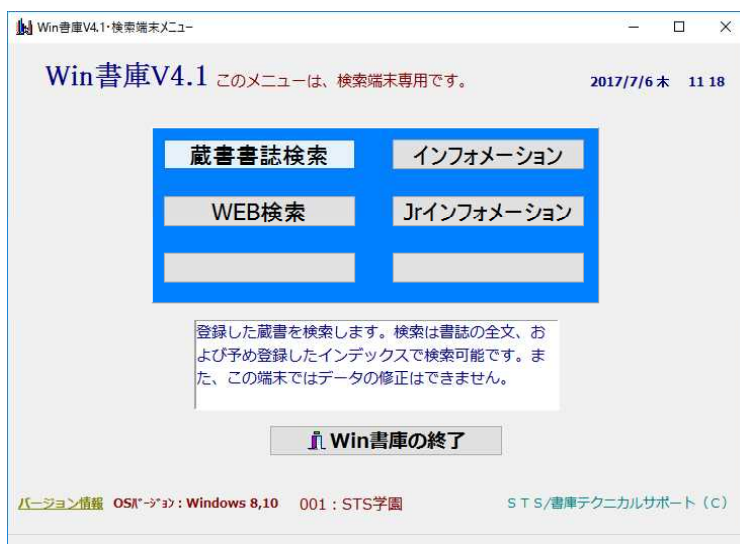 Win書庫V4.1･検索端末メニュー
Win書庫V4.1 このメニューは、検索端末専用です。 2017/7/6 木 11 18
蔵書書誌検索 インフォメーション
WEB検索 Jrインフォメーション
登録した蔵書を検索します。検索は書誌の全文、お
よび予め登録したインデックスで検索可能です。ま
た、この端末ではデータの修正はできません。
Win書庫の終了
バージョン情報 OSﾊﾞｰｼﾞｮﾝ : Windows 8,10 001：STS学園 ＳＴＳ/書庫テクニカルサポート（Ｃ）